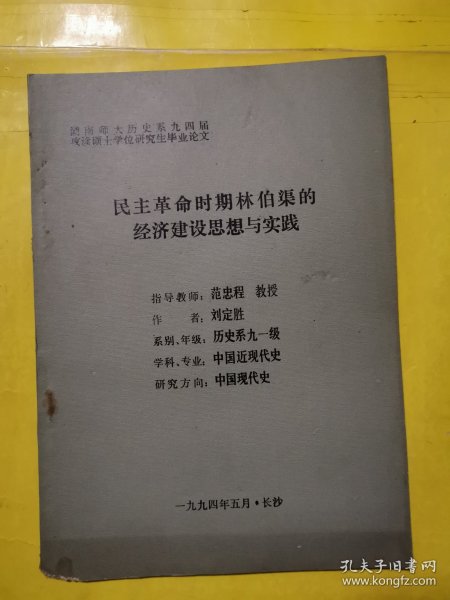 湖南师大历史系九四届
攻读硕士学位研究生毕业论文
民主革命时期林伯渠的
经济建设思想与实践
指导教师：范忠程 教授
作者：刘定胜
系别、年级：历史系九一级
学科、专业：中国近现代史
研究方向：中国现代史
一九九四年五月·长沙
孔夫子旧书网
www.kongfz.com